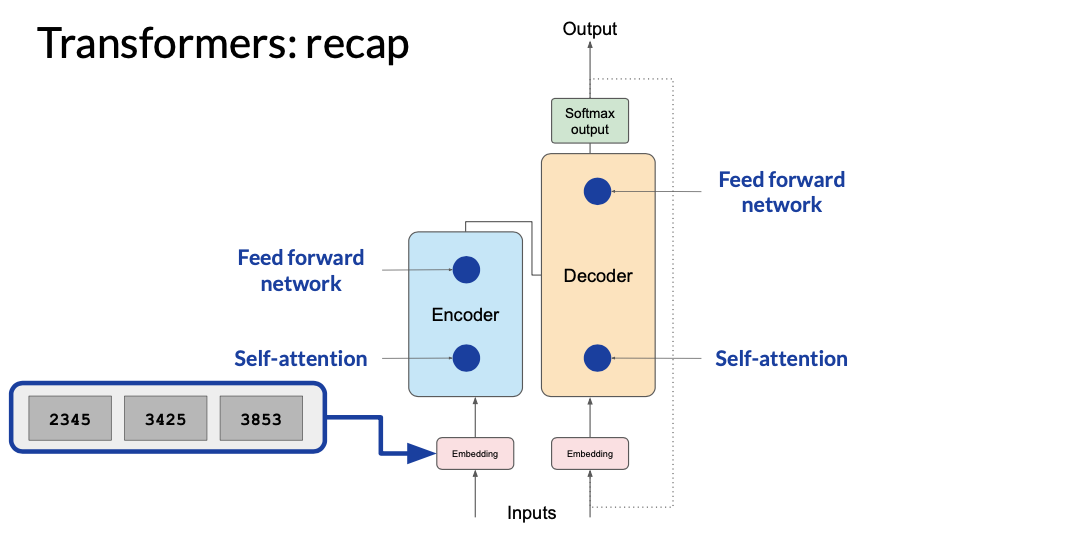 Transformers: recap
Output
Softmax
output
Feed forward
network
Feed forward
network
Decoder
Encoder
Self-attention
Self-attention
2345 3425 3853
Embedding
Embedding
Inputs